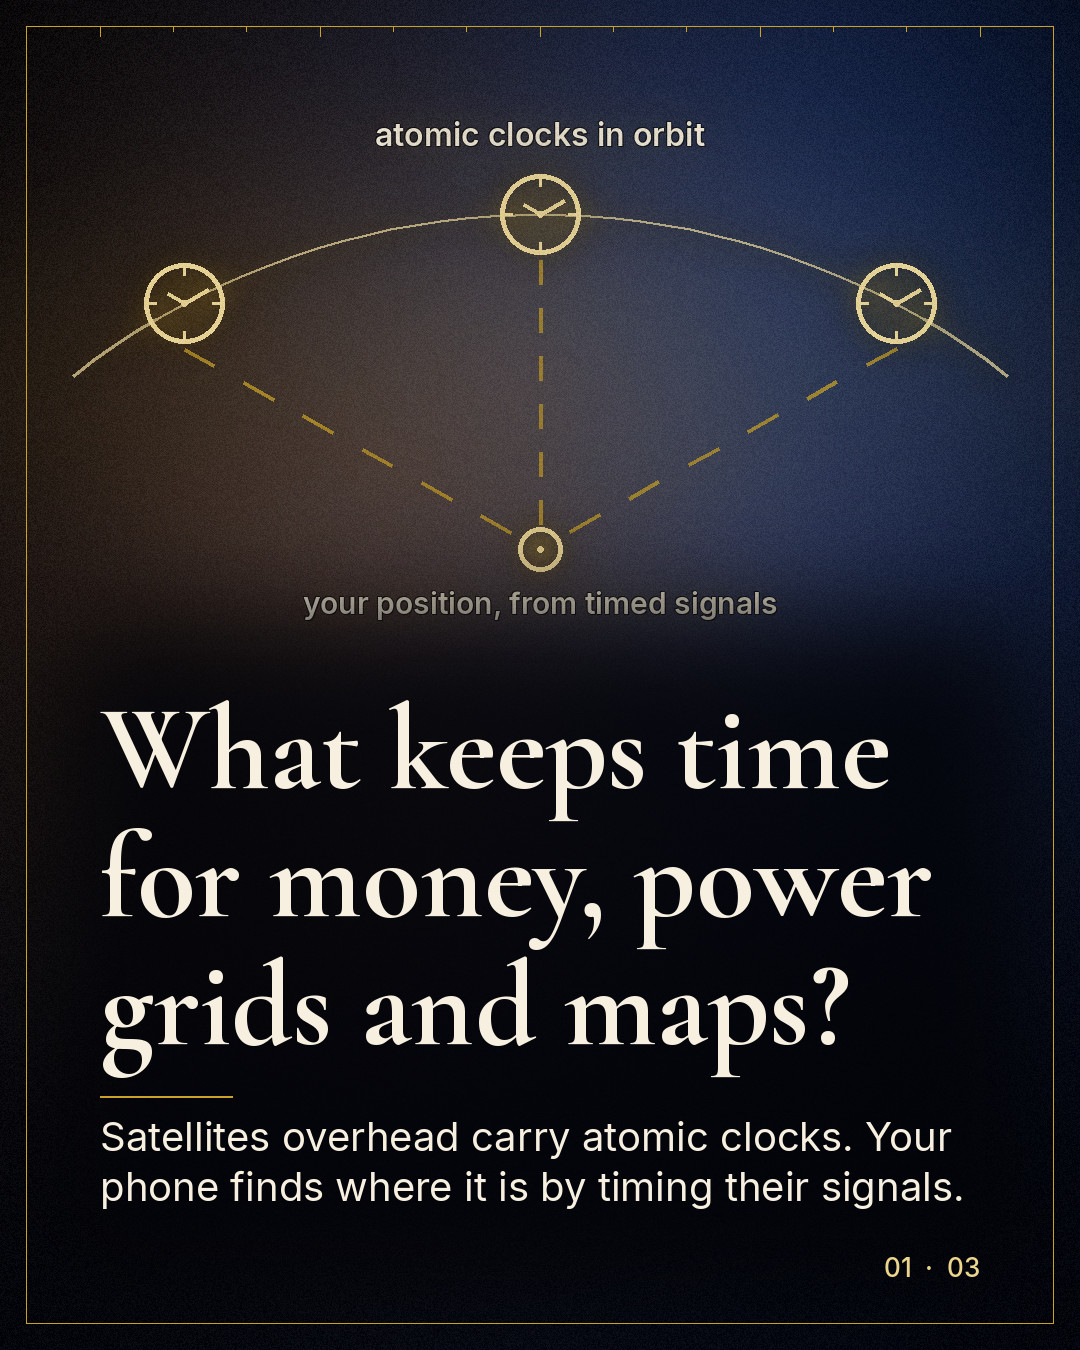 atomic clocks in orbit
your position, from timed signals
What keeps time
for money, power
grids and maps?
Satellites overhead carry atomic clocks. Your
phone finds where it is by timing their signals.
01 · 03